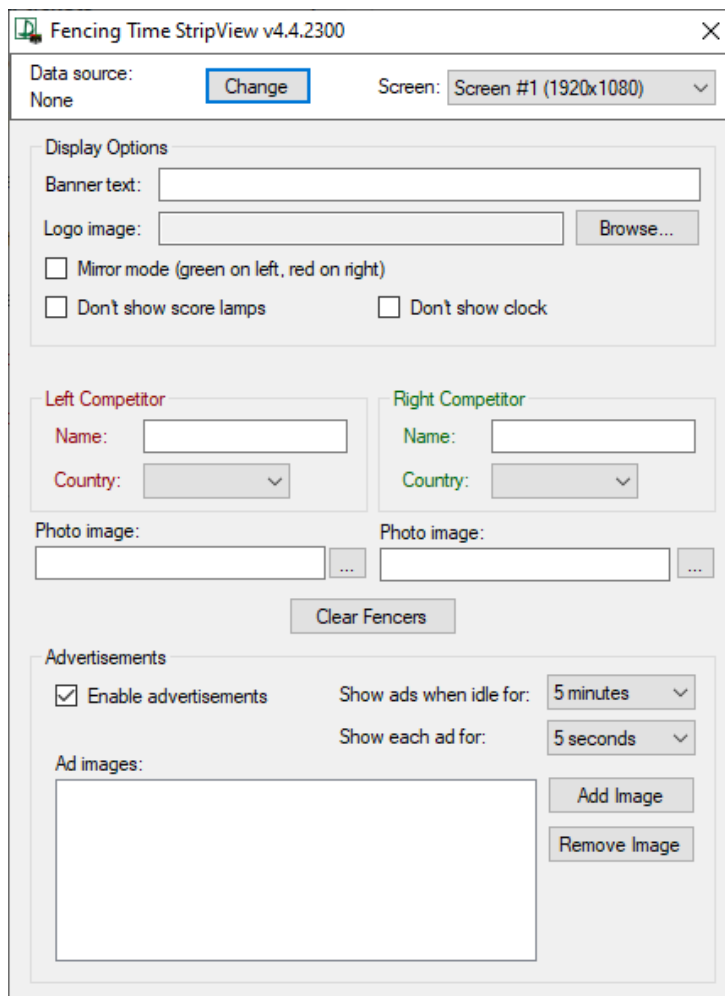 Fencing Time StripView v4.4.2300
Data source:
None
Change
Screen: Screen #1 (1920x1080)
Display Options
Banner text:
Logo image: Browse...
Mirror mode (green on left, red on right)
Don't show score lamps Don't show clock
Left Competitor Right Competitor
Name: Name:
Country: Country:
Photo image: Photo image:
... ...
Clear Fencers
Advertisements
Enable advertisements Show ads when idle for: 5 minutes
Show each ad for: 5 seconds
Ad images:
Add Image
Remove Image